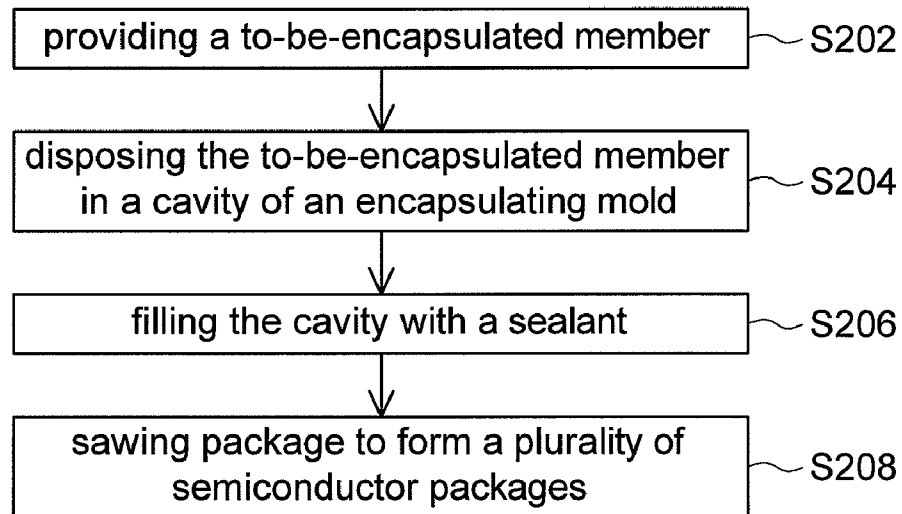 providing a to-be-encapsulated member
S202
disposing the to-be-encapsulated member
in a cavity of an encapsulating mold
S204
filling the cavity with a sealant
S206
sawing package to form a plurality of
semiconductor packages
S208